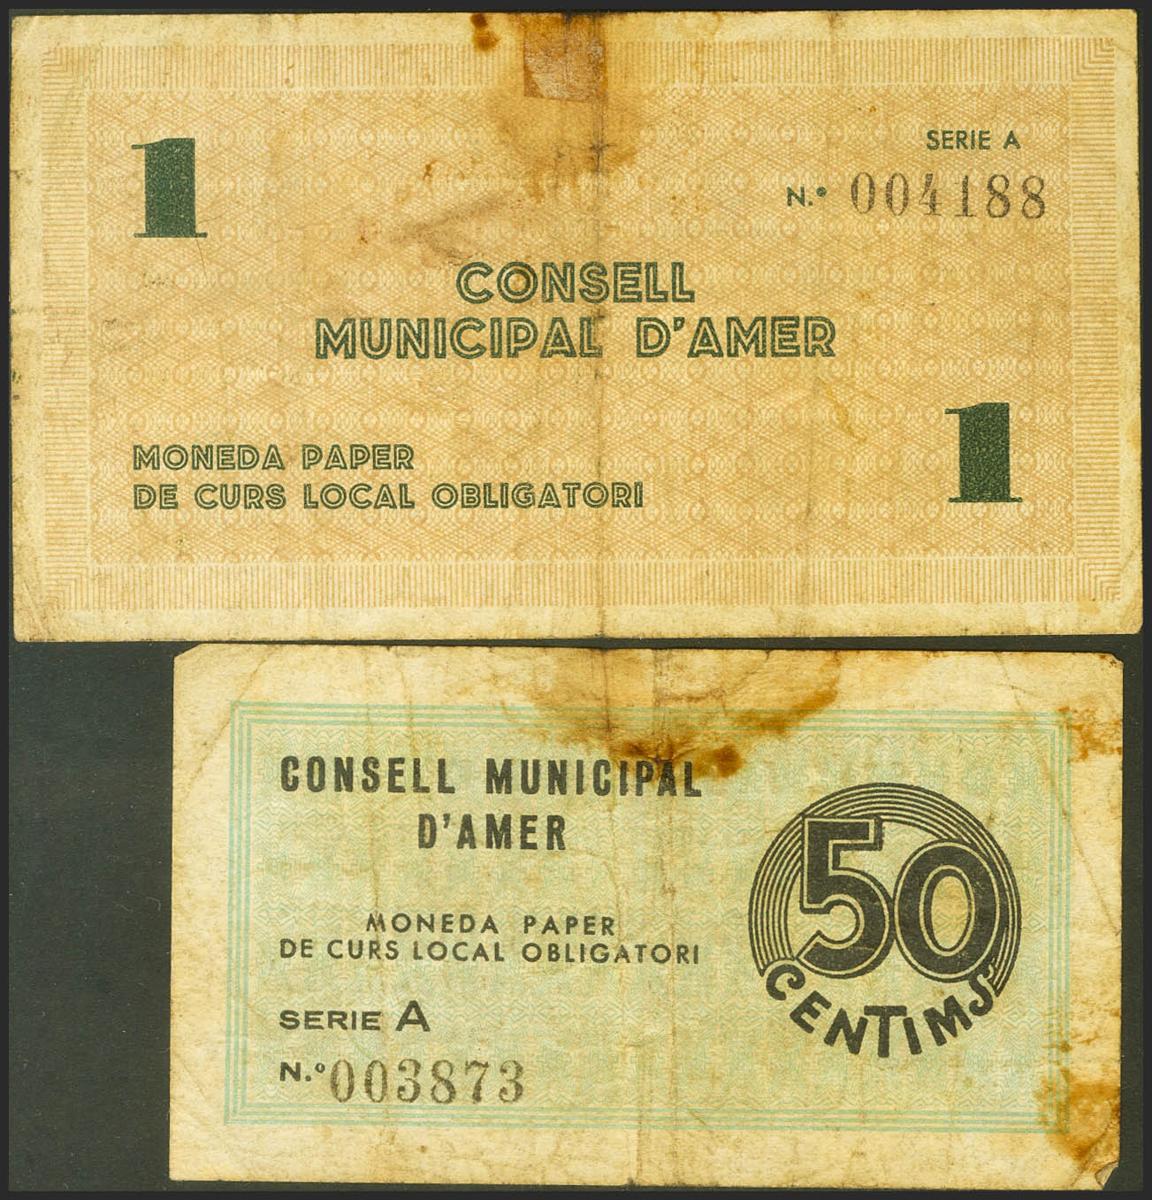 1
SERIE A
N.º 004188
CONSELL
MUNICIPAL D'AMER
MONEDA PAPER
DE CURS LOCAL OBLIGATORI
1
CONSELL MUNICIPAL
D'AMER
MONEDA PAPER
DE CURS LOCAL OBLIGATORI
SERIE A
N.º 003873
50
CENTIMS